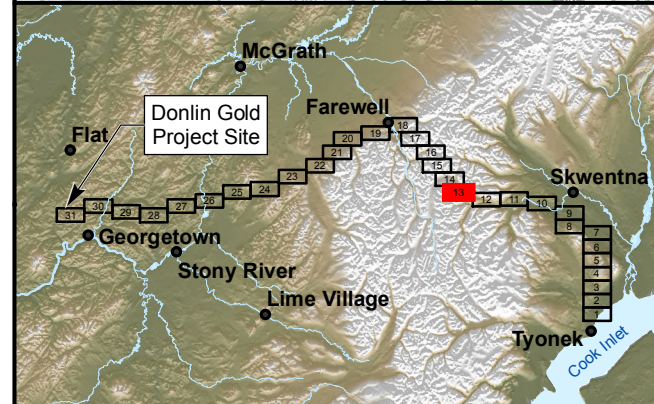 McGrath
Farewell
Donlin Gold
Project Site
Flat
Skwentna
Georgetown
Stony River
Lime Village
Tyonek
Cook Inlet
31
30
29
28
27
26
25
24
23
22
21
20
19
18
17
16
15
14
13
12
11
10
9
8
7
6
5
4
3
2
1